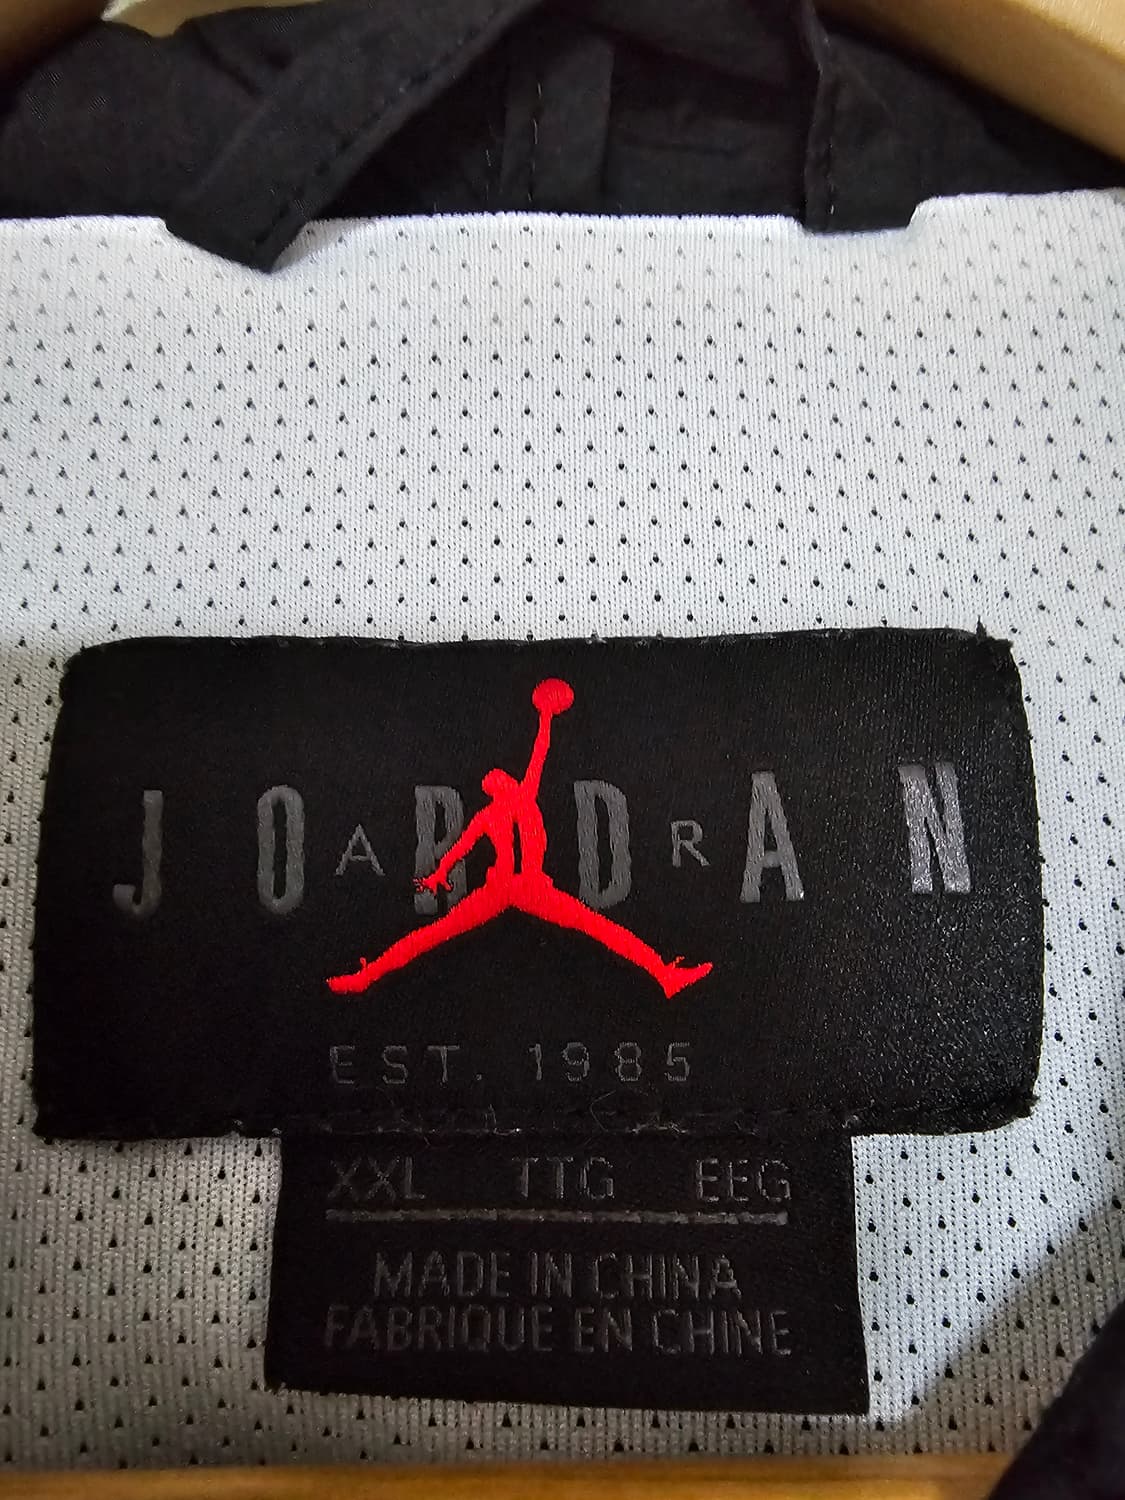 JORDAN
AIR
EST. 1985
XXL TTG EEG
MADE IN CHINA
FABRIQUE EN CHINE